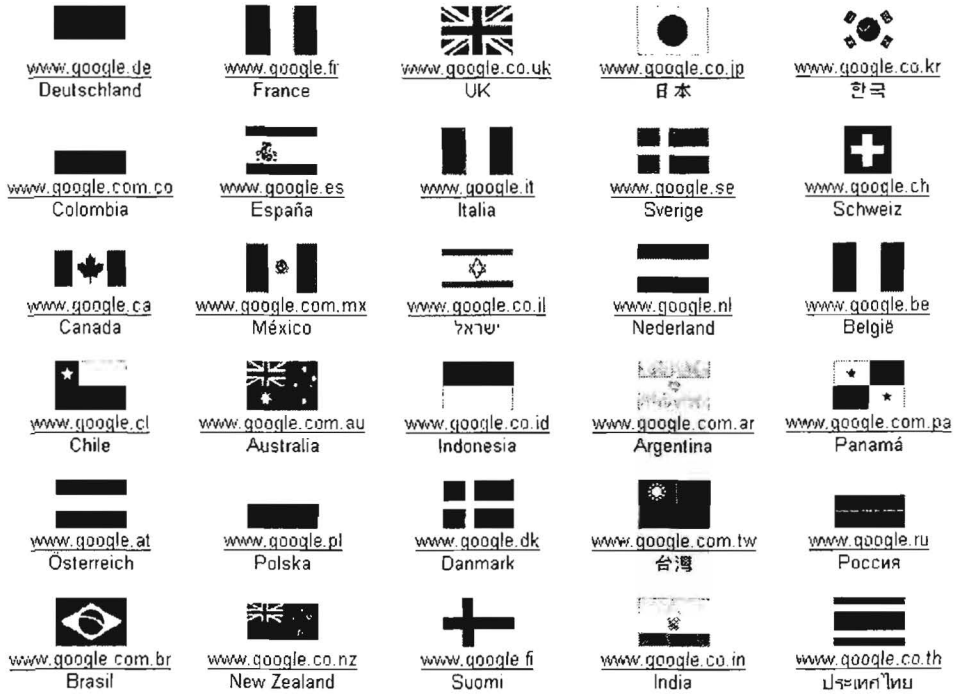 www.google.de www.google.fr www.google.co.uk www.google.co.jp www.google.co.kr
Deutschland France UK 日本 한국
www.google.com.co www.google.es www.google.it www.google.se www.google.ch
Colombia España Italia Sverige Schweiz
www.google.ca www.google.com.mx www.google.co.il www.google.nl www.google.be
Canada México ישראל Nederland België
www.google.cl www.google.com.au www.google.co.id www.google.com.ar www.google.com.pa
Chile Australia Indonesia Argentina Panamá
www.google.at www.google.pl www.google.dk www.google.com.tw www.google.ru
Österreich Polska Danmark 台灣 Россия
www.google.com.br www.google.co.nz www.google.fi www.google.co.in www.google.co.th
Brasil New Zealand Suomi India ประเทศไทย